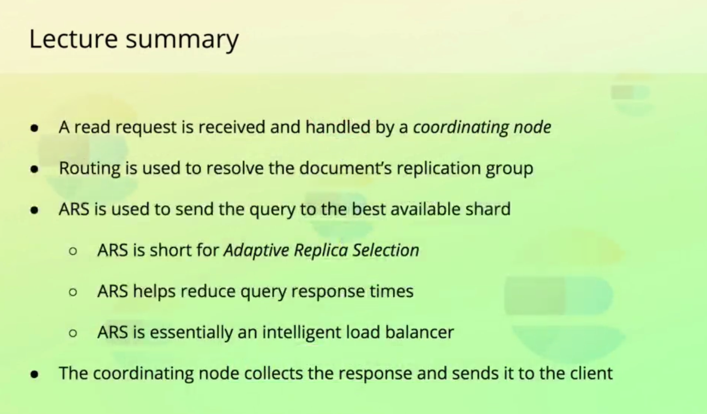 Lecture summary
● A read request is received and handled by a coordinating node
● Routing is used to resolve the document's replication group
● ARS is used to send the query to the best available shard
○ ARS is short for Adaptive Replica Selection
○ ARS helps reduce query response times
○ ARS is essentially an intelligent load balancer
● The coordinating node collects the response and sends it to the client